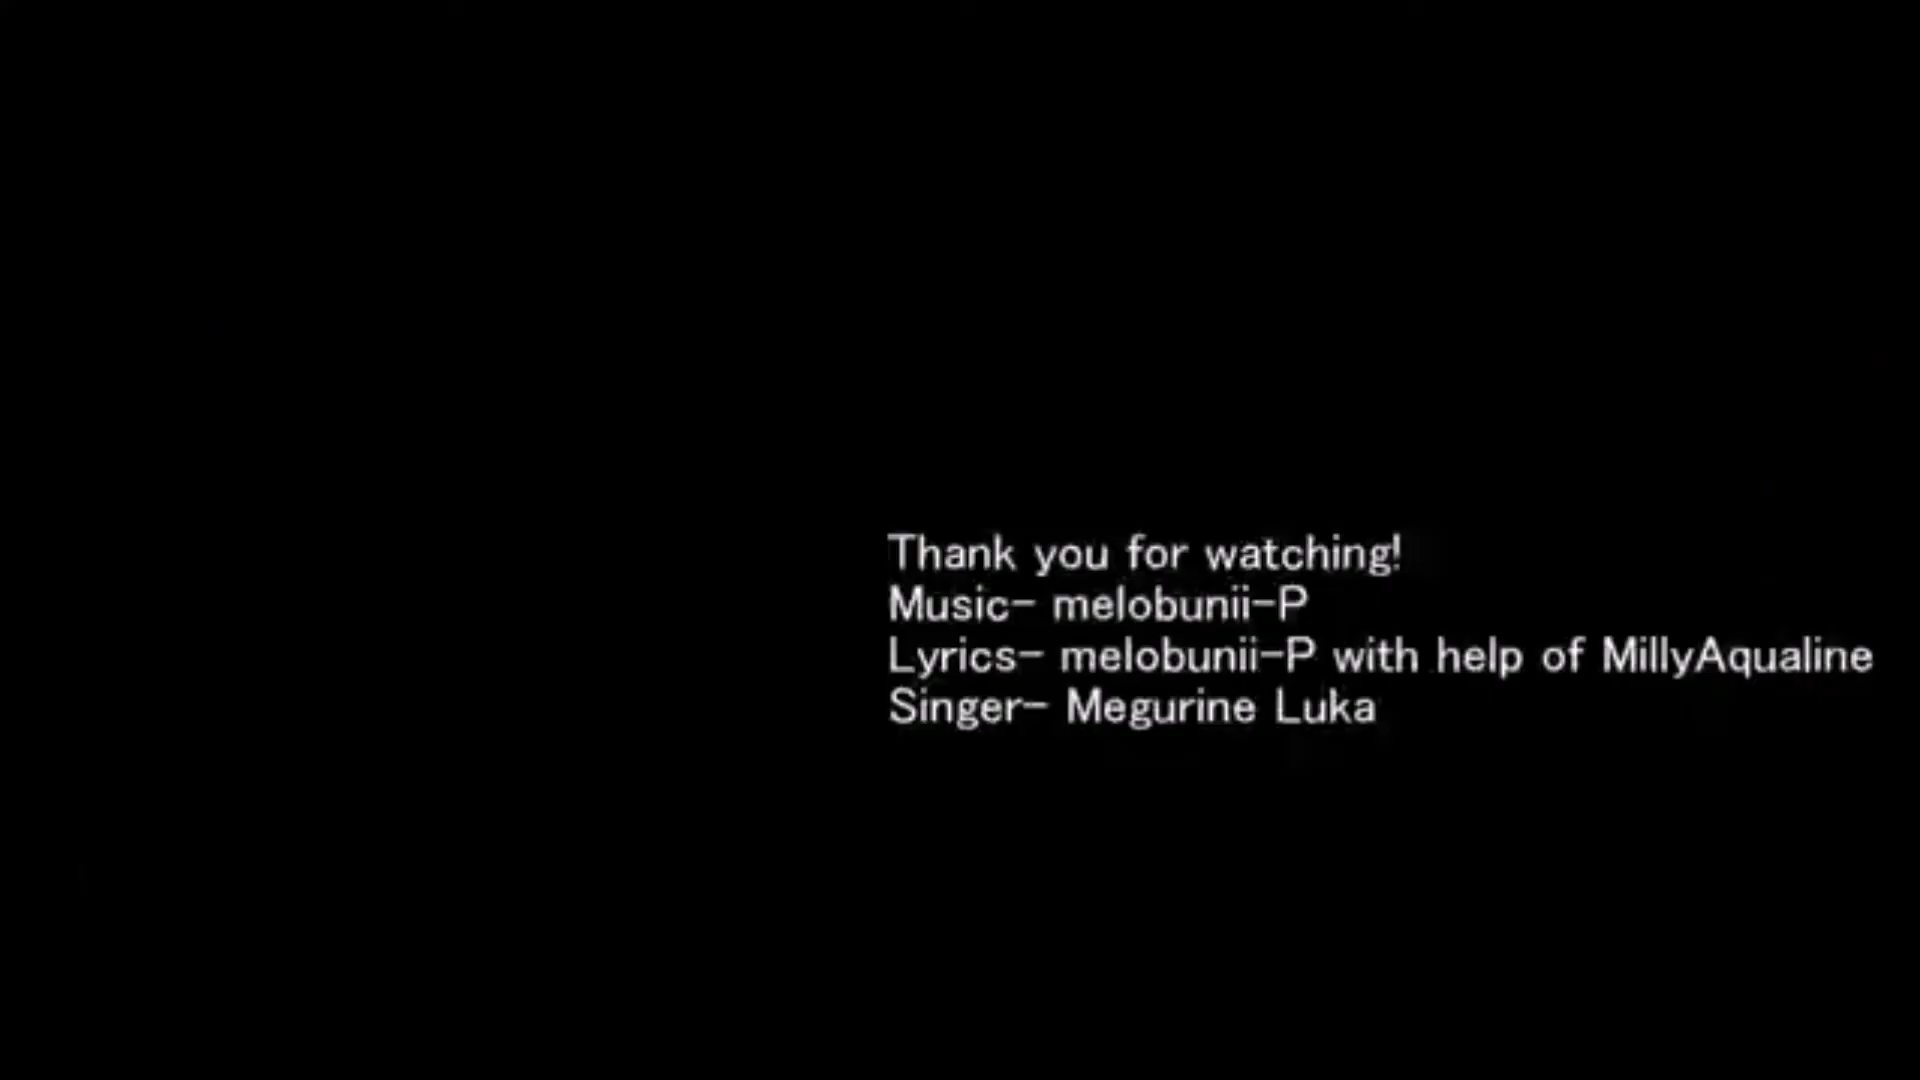 Thank you for watching!
Music- melobunii-P
Lyrics- melobunii-P with help of MillyAqualine
Singer- Megurine Luka